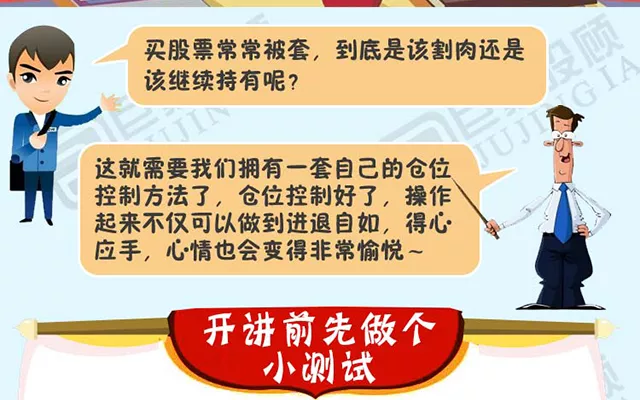 买股票常常被套，到底是该割肉还是
该继续持有呢？
这就需要我们拥有一套自己的仓位
控制方法了，仓位控制好了，操作
起来不仅可以做到进退自如，得心
应手，心情也会变得非常愉悦～
开讲前先做个
小测试